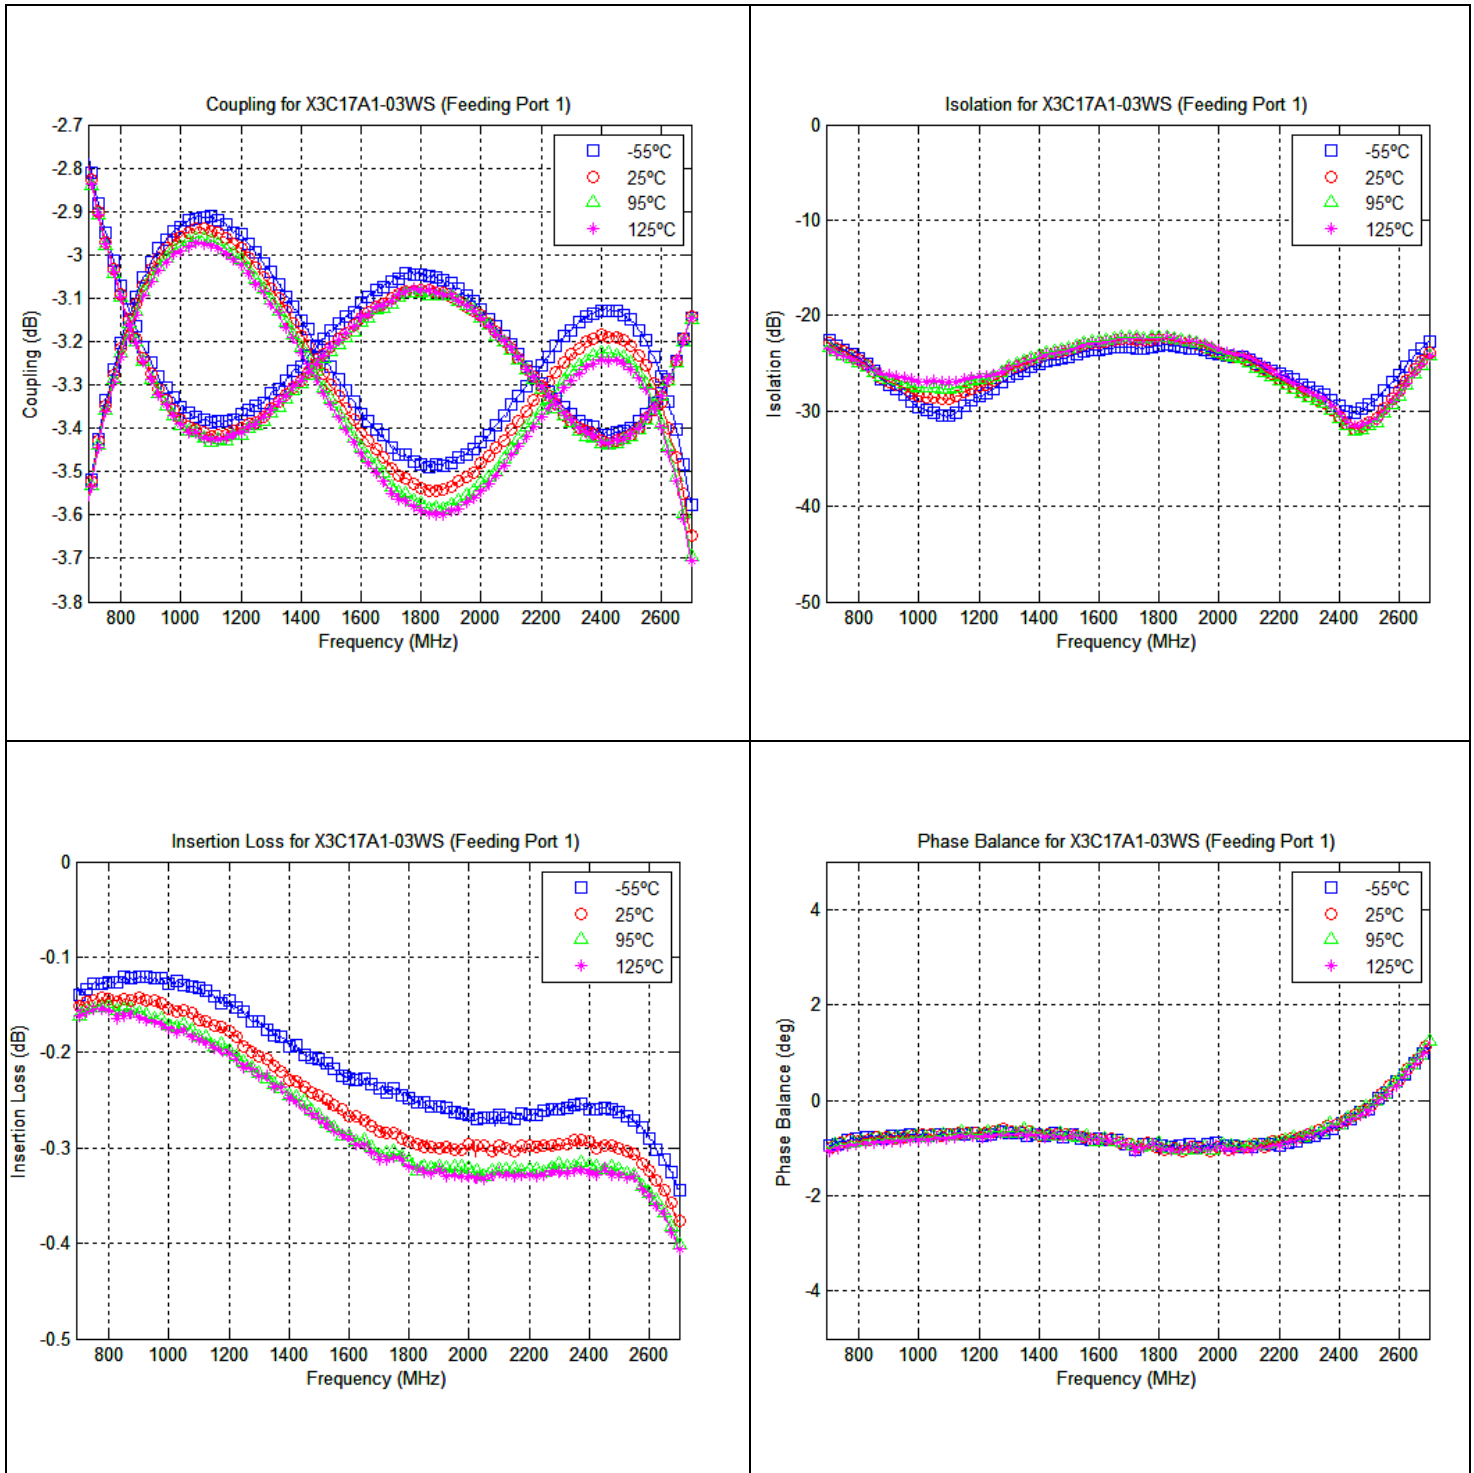 Coupling for X3C17A1-03WS (Feeding Port 1)
-2.7
-2.8
-2.9
-3
-3.1
-3.2
-3.3
-3.4
-3.5
-3.6
-3.7
-3.8
Coupling (dB)
-55ºC
25ºC
95ºC
125ºC
800 1000 1200 1400 1600 1800 2000 2200 2400 2600
Frequency (MHz)
Isolation for X3C17A1-03WS (Feeding Port 1)
0
-10
-20
-30
-40
-50
Isolation (dB)
-55ºC
25ºC
95ºC
125ºC
800 1000 1200 1400 1600 1800 2000 2200 2400 2600
Frequency (MHz)
Insertion Loss for X3C17A1-03WS (Feeding Port 1)
0
-0.1
-0.2
-0.3
-0.4
-0.5
Insertion Loss (dB)
-55ºC
25ºC
95ºC
125ºC
800 1000 1200 1400 1600 1800 2000 2200 2400 2600
Frequency (MHz)
Phase Balance for X3C17A1-03WS (Feeding Port 1)
4
2
0
-2
-4
Phase Balance (deg)
-55ºC
25ºC
95ºC
125ºC
800 1000 1200 1400 1600 1800 2000 2200 2400 2600
Frequency (MHz)